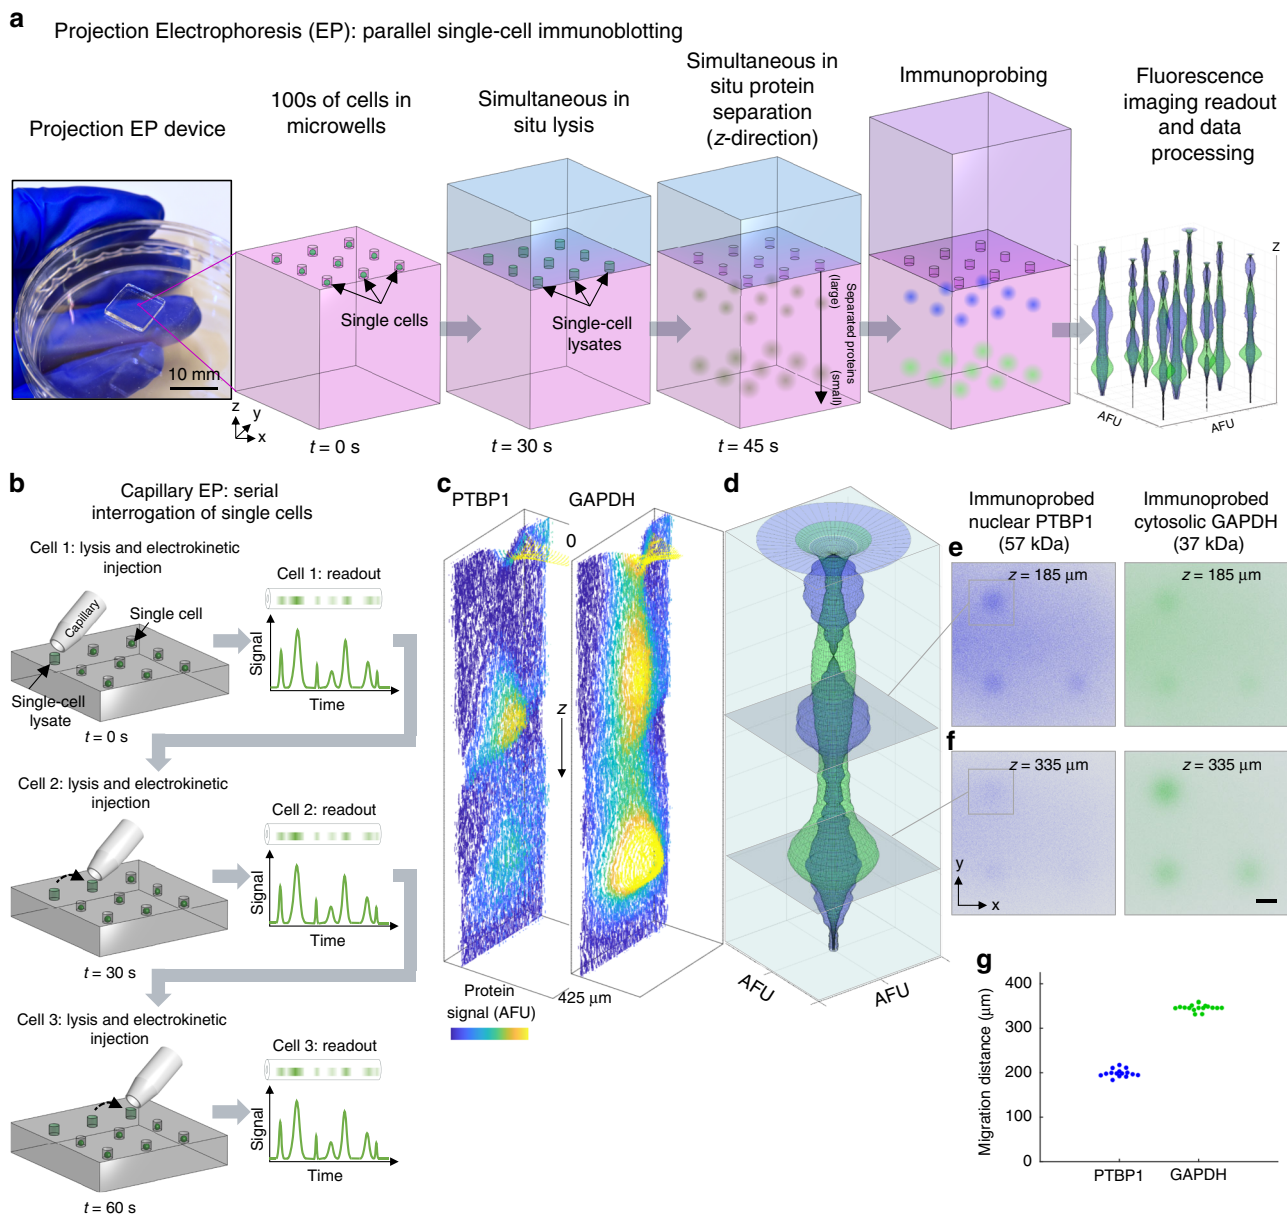 a
Projection Electrophoresis (EP): parallel single-cell immunoblotting
Projection EP device
100s of cells in
microwells
Simultaneous in
situ lysis
Simultaneous in
situ protein
separation
(z-direction)
Immunoprobing
Fluorescence
imaging readout
and data
processing
10 mm
z
y
x
Single cells
t = 0 s
Single-cell
lysates
t = 30 s
Separated proteins
(large)
(small)
t = 45 s
z
AFU
AFU
b
Capillary EP: serial
interrogation of single cells
Cell 1: lysis and electrokinetic
injection
Capillary
Single cell
Single-cell
lysate
t = 0 s
Cell 1: readout
Signal
Time
Cell 2: lysis and electrokinetic
injection
t = 30 s
Cell 2: readout
Signal
Time
Cell 3: lysis and electrokinetic
injection
t = 60 s
Cell 3: readout
Signal
Time
c
PTBP1
GAPDH
0
z
425 µm
Protein
signal (AFU)
d
AFU
AFU
Immunoprobed
nuclear PTBP1
(57 kDa)
Immunoprobed
cytosolic GAPDH
(37 kDa)
e
z = 185 µm
z = 185 µm
f
z = 335 µm
z = 335 µm
y
x
g
Migration distance (µm)
400
300
200
100
0
PTBP1
GAPDH